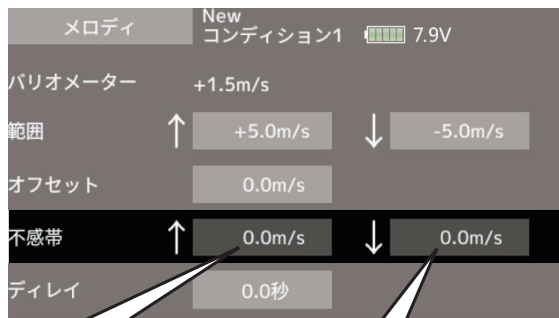 メロディ
New
コンディション1 7.9V
バリオメーター +1.5m/s
範囲 ↑ +5.0m/s ↓ -5.0m/s
オフセット 0.0m/s
不感帯 ↑ 0.0m/s ↓ 0.0m/s
ディレイ 0.0秒